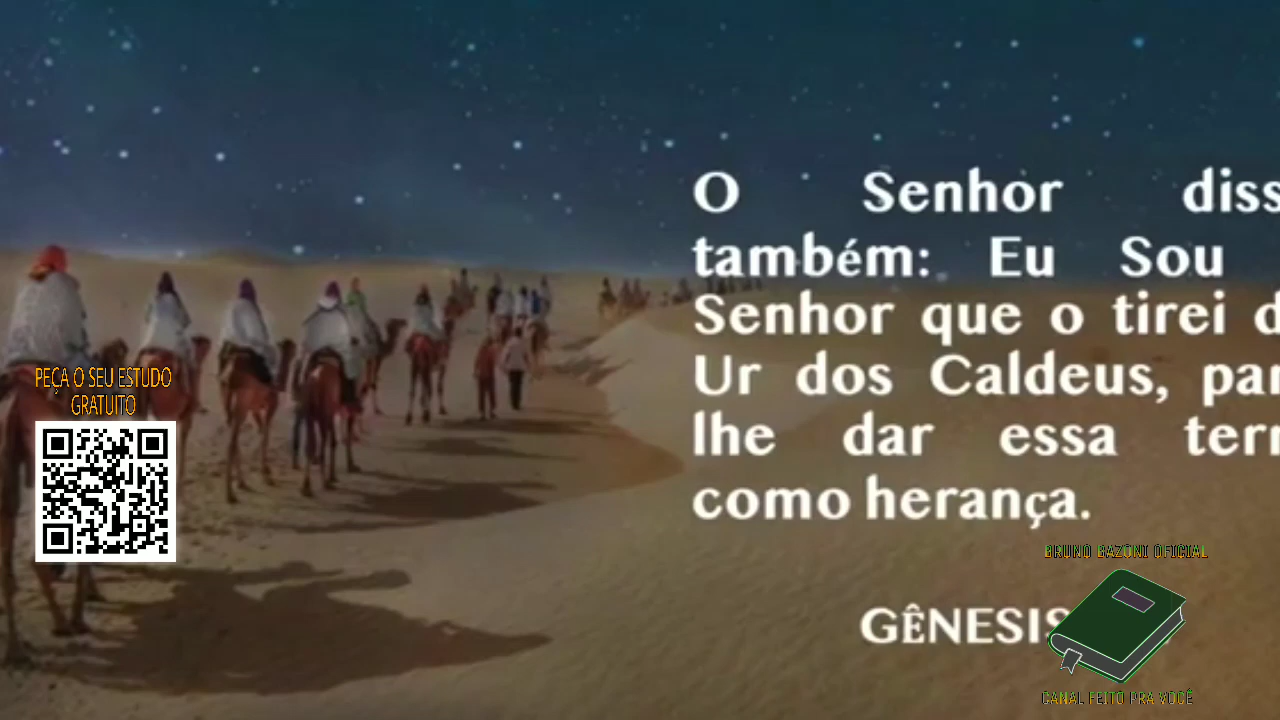 O Senhor diss
também: Eu Sou
Senhor que o tirei d
Ur dos Caldeus, par
lhe dar essa terr
como herança.
PEÇA O SEU ESTUDO
GRATUITO
BRUNO BAZONI OFICIAL
GÊNESIS
CANAL FEITO PRA VOCÊ